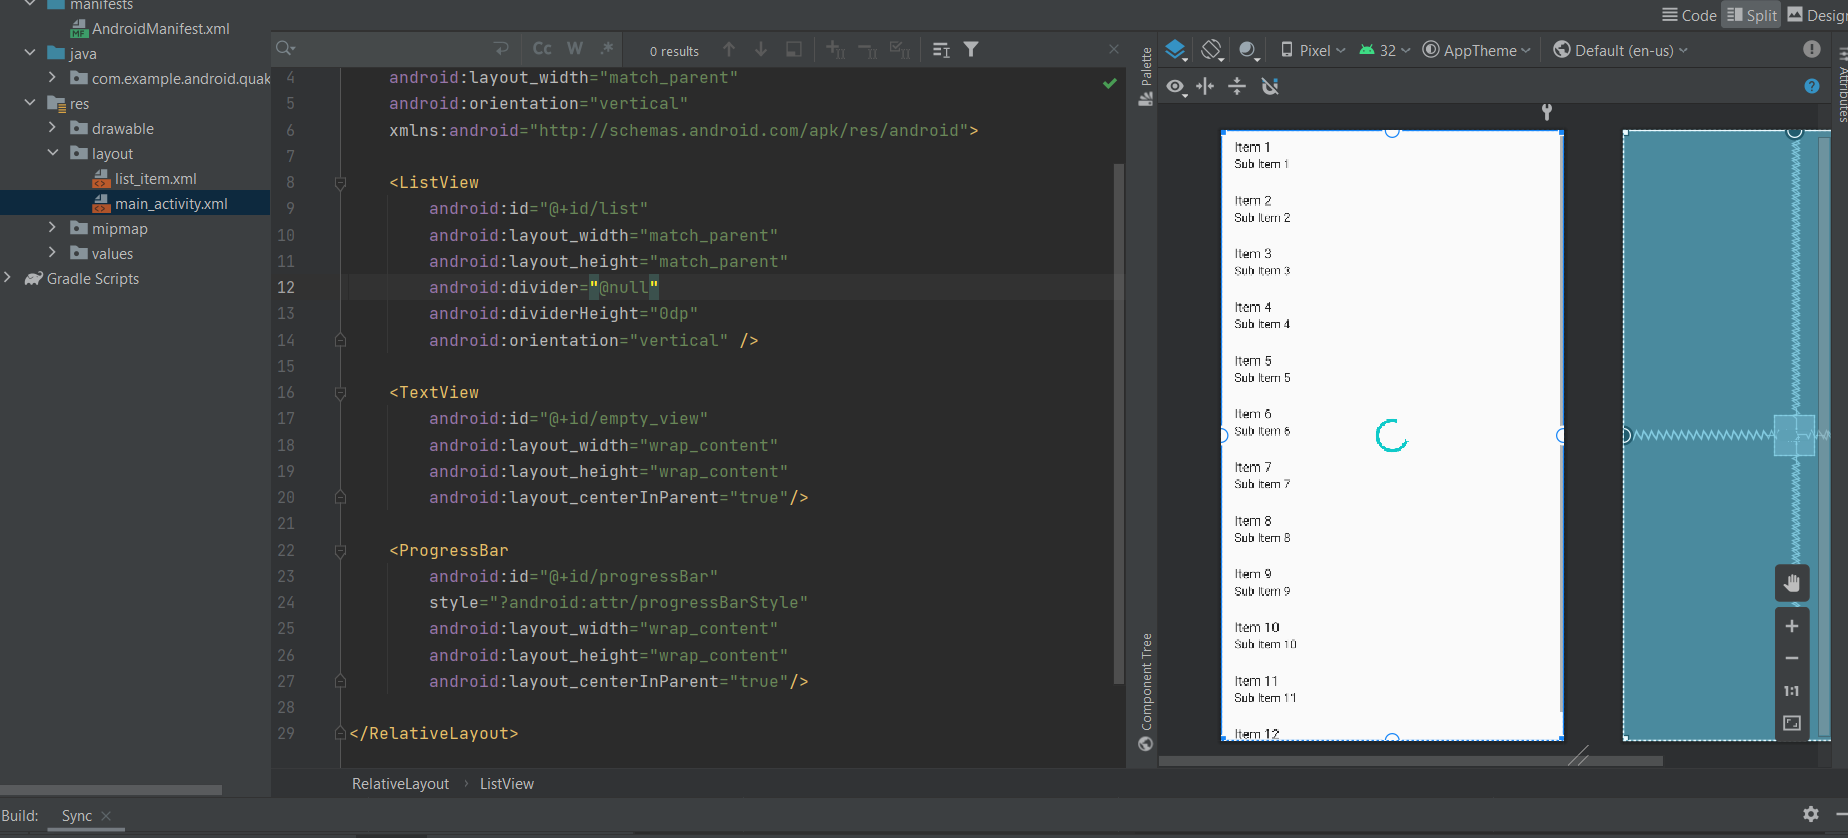 manifests
AndroidManifest.xml
java
com.example.android.quak
res
drawable
layout
list_item.xml
main_activity.xml
mipmap
values
Gradle Scripts
Cc W .* 0 results
4 android:layout_width="match_parent"
5 android:orientation="vertical"
6 xmlns:android="http://schemas.android.com/apk/res/android">
7
8 <ListView
9 android:id="@+id/list"
10 android:layout_width="match_parent"
11 android:layout_height="match_parent"
12 android:divider="@null"
13 android:dividerHeight="0dp"
14 android:orientation="vertical" />
15
16 <TextView
17 android:id="@+id/empty_view"
18 android:layout_width="wrap_content"
19 android:layout_height="wrap_content"
20 android:layout_centerInParent="true"/>
21
22 <ProgressBar
23 android:id="@+id/progressBar"
24 style="?android:attr/progressBarStyle"
25 android:layout_width="wrap_content"
26 android:layout_height="wrap_content"
27 android:layout_centerInParent="true"/>
28
29 </RelativeLayout>
RelativeLayout › ListView
Code Split Design
Palette
Pixel 32 AppTheme Default (en-us)
Attributes
Component Tree
Item 1
Sub Item 1
Item 2
Sub Item 2
Item 3
Sub Item 3
Item 4
Sub Item 4
Item 5
Sub Item 5
Item 6
Sub Item 6
Item 7
Sub Item 7
Item 8
Sub Item 8
Item 9
Sub Item 9
Item 10
Sub Item 10
Item 11
Sub Item 11
Item 12
1:1
Build: Sync